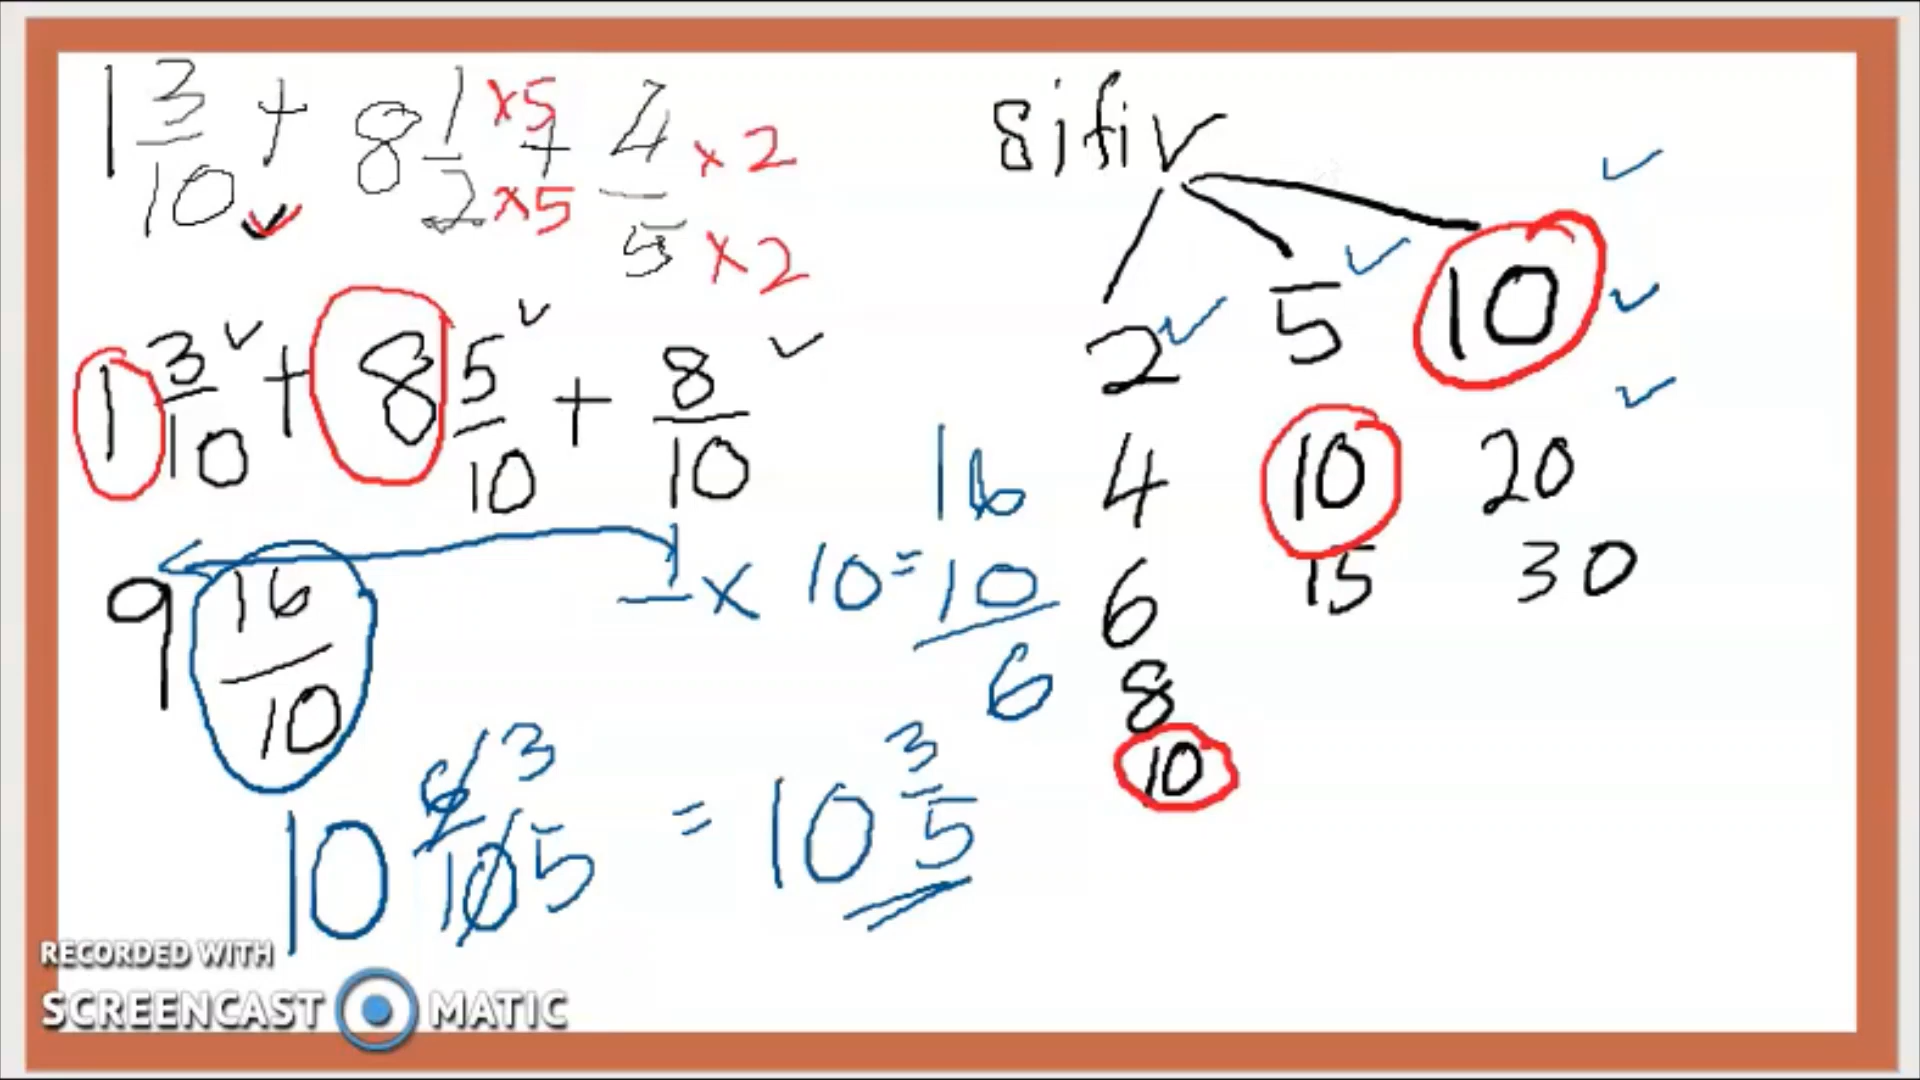 1 3/10 + 8 1/2 ×5 ×5 + 4/5 ×2 ×2
1 3/10 + 8 5/10 + 8/10
9 16/10
1 × 10 = 10
16
10
6
10 6/10 3 5 = 10 3/5
sifir
2 5 10
4 10 20
6 15 30
8
10
RECORDED WITH
SCREENCAST MATIC